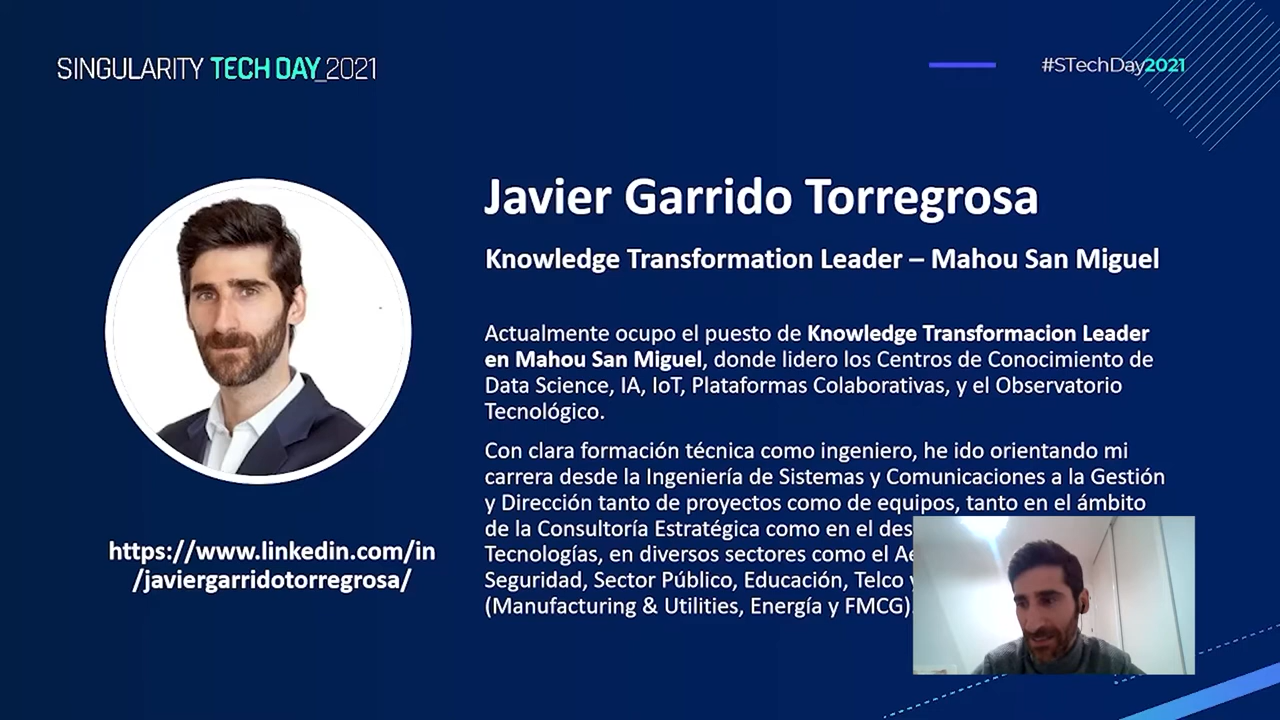 SINGULARITY TECH DAY_2021
#STechDay2021
Javier Garrido Torregrosa
Knowledge Transformation Leader – Mahou San Miguel
Actualmente ocupo el puesto de Knowledge Transformacion Leader
en Mahou San Miguel, donde lidero los Centros de Conocimiento de
Data Science, IA, IoT, Plataformas Colaborativas, y el Observatorio
Tecnológico.
Con clara formación técnica como ingeniero, he ido orientando mi
carrera desde la Ingeniería de Sistemas y Comunicaciones a la Gestión
y Dirección tanto de proyectos como de equipos, tanto en el ámbito
de la Consultoría Estratégica como en el
Tecnologías, en diversos sectores como el
Seguridad, Sector Público, Educación, Telco y
(Manufacturing & Utilities, Energía y FMCG).
https://www.linkedin.com/in
/javiergarridotorregrosa/